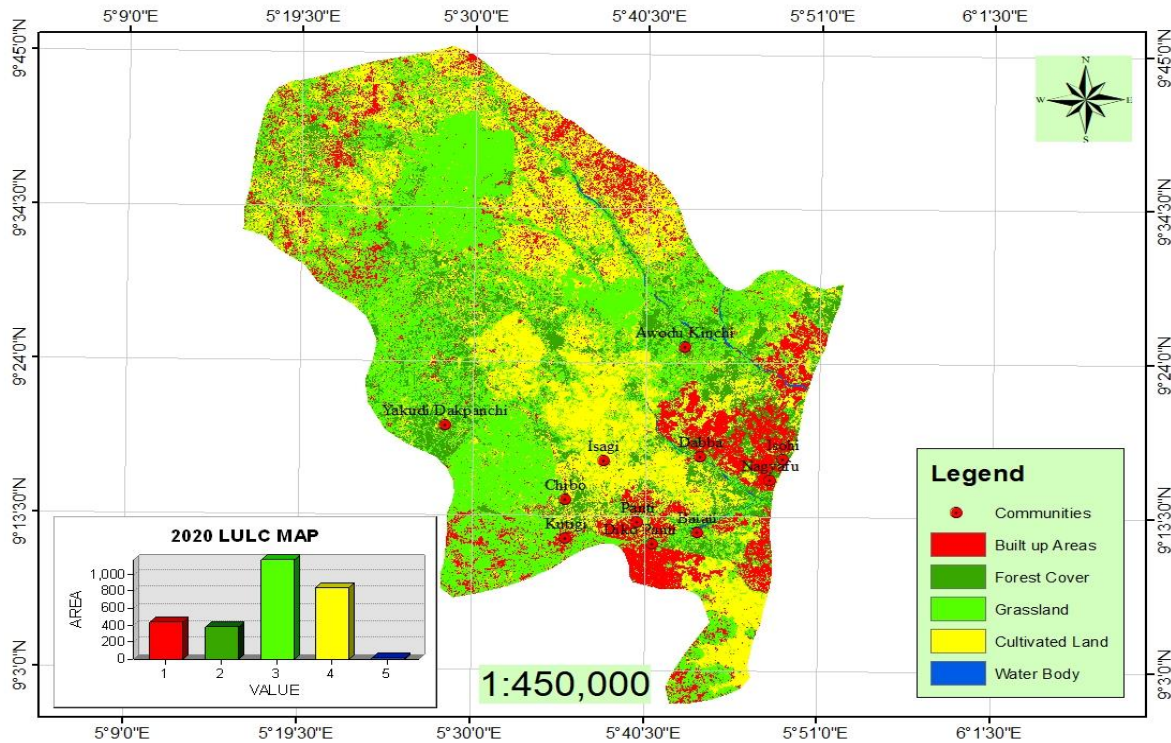 5°9'0"E 5°19'30"E 5°30'0"E 5°40'30"E 5°51'0"E 6°1'30"E
9°45'0"N 9°45'0"N
N
W E
S
9°34'30"N 9°34'30"N
Awodu Kinchi
9°24'0"N 9°24'0"N
Yakudi/Dakpanchi
Isagi
Dabba
Isohi
Nagyafu
Chibo
Panti
Kutigi
9°13'30"N 9°13'30"N
9°3'0"N 9°3'0"N
Legend
Communities
Built up Areas
Forest Cover
Grassland
Cultivated Land
Water Body
2020 LULC MAP
AREA
1,000
800
600
400
200
0
1 2 3 4 5
VALUE
1:450,000
5°9'0"E 5°19'30"E 5°30'0"E 5°40'30"E 5°51'0"E 6°1'30"E